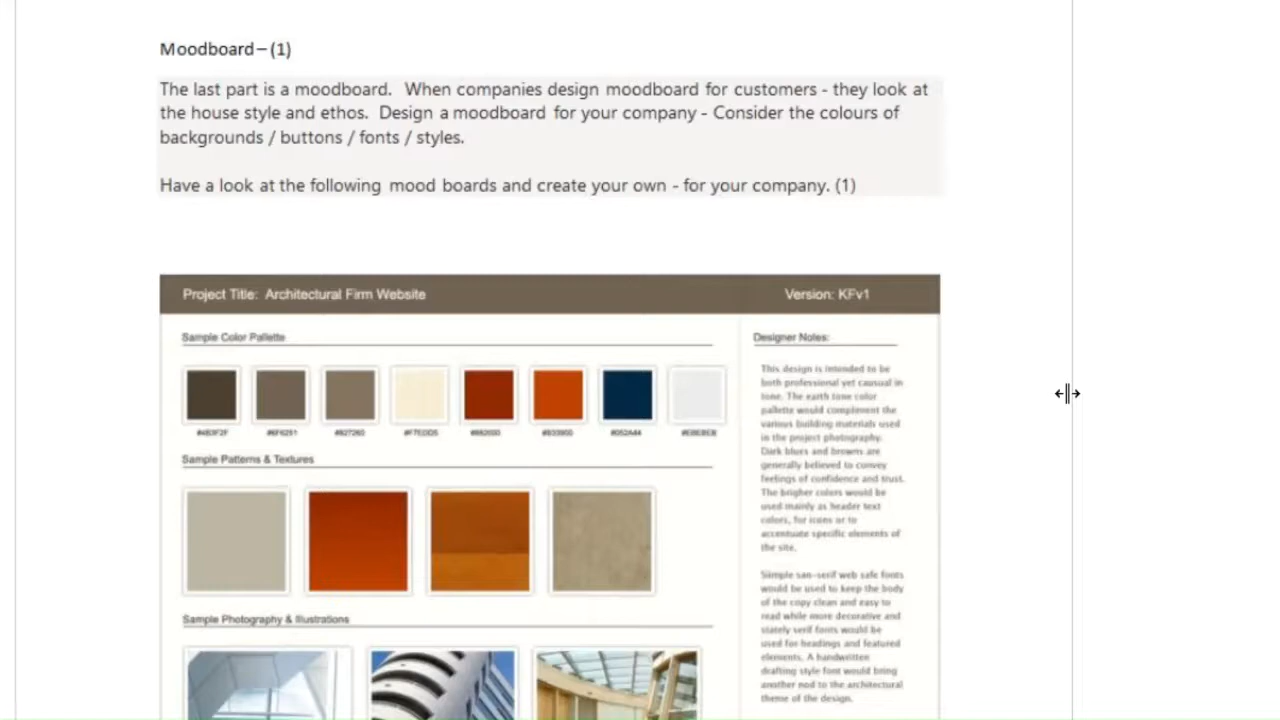 Moodboard – (1)
The last part is a moodboard.  When companies design moodboard for customers - they look at
the house style and ethos.  Design a moodboard for your company - Consider the colours of
backgrounds / buttons / fonts / styles.
Have a look at the following mood boards and create your own - for your company. (1)
Project Title:  Architectural Firm Website
Version: KFv1
Sample Color Pallette
Sample Patterns & Textures
Sample Photography & Illustrations
Designer Notes:
This design is intended to be
both professional yet causual in
tone. The earth tone color
pallette would compliment the
various building materials used
in the project photography.
Dark blues and browns are
generally believed to convey
feelings of confidence and trust.
The brigher colors would be
used mainly as header text
colors, for icons or to
accentuate specific elements of
the site.
Simple san-serif web safe fonts
would be used to keep the body
of the copy clean and easy to
read while more decorative and
stately serif fonts would be
used for headings and featured
elements. A handwritten
drafting style font would bring
another nod to the architectural
theme of the design.